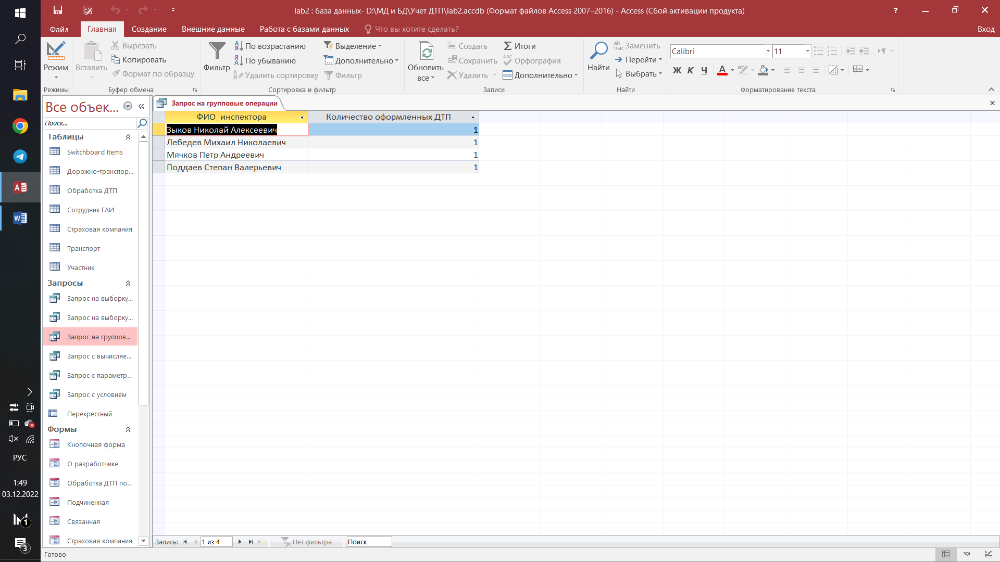 lab2 : база данных- D:\МД и БД\Учет ДТП\lab2.accdb (Формат файлов Access 2007–2016) - Access (Сбой активации продукта)
?
Файл Главная Создание Внешние данные Работа с базами данных Что вы хотите сделать? Вход
Режим
Режимы
Вставить
Вырезать
Копировать
Формат по образцу
Буфер обмена
Фильтр
По возрастанию
По убыванию
Удалить сортировку
Выделение
Дополнительно
Фильтр
Сортировка и фильтр
Обновить
все
Создать
Сохранить
Удалить
Итоги
Орфография
Дополнительно
Записи
Найти
Заменить
Перейти
Выбрать
Найти
Calibri 11
Ж К Ч А
Форматирование текста
Все объек...
Поиск...
Таблицы
Switchboard Items
Дорожно-транспор...
Обработка ДТП
Сотрудник ГАИ
Страховая компания
Транспорт
Участник
Запросы
Запрос на выборку...
Запрос на выборку...
Запрос на группов...
Запрос с вычисляе...
Запрос с параметр...
Запрос с условием
Перекрестный
Формы
Кнопочная форма
О разработчике
Обработка ДТП по...
Подчиненная
Связанная
Страховая компания
Запрос на групповые операции
ФИО_инспектора Количество оформленных ДТП
Зыков Николай Алексеевич 1
Лебедев Михаил Николаевич 1
Мячков Петр Андреевич 1
Поддаев Степан Валерьевич 1
Запись: 1 из 4 Нет фильтра Поиск
Готово
SQL
РУС
1:49
03.12.2022
1
3